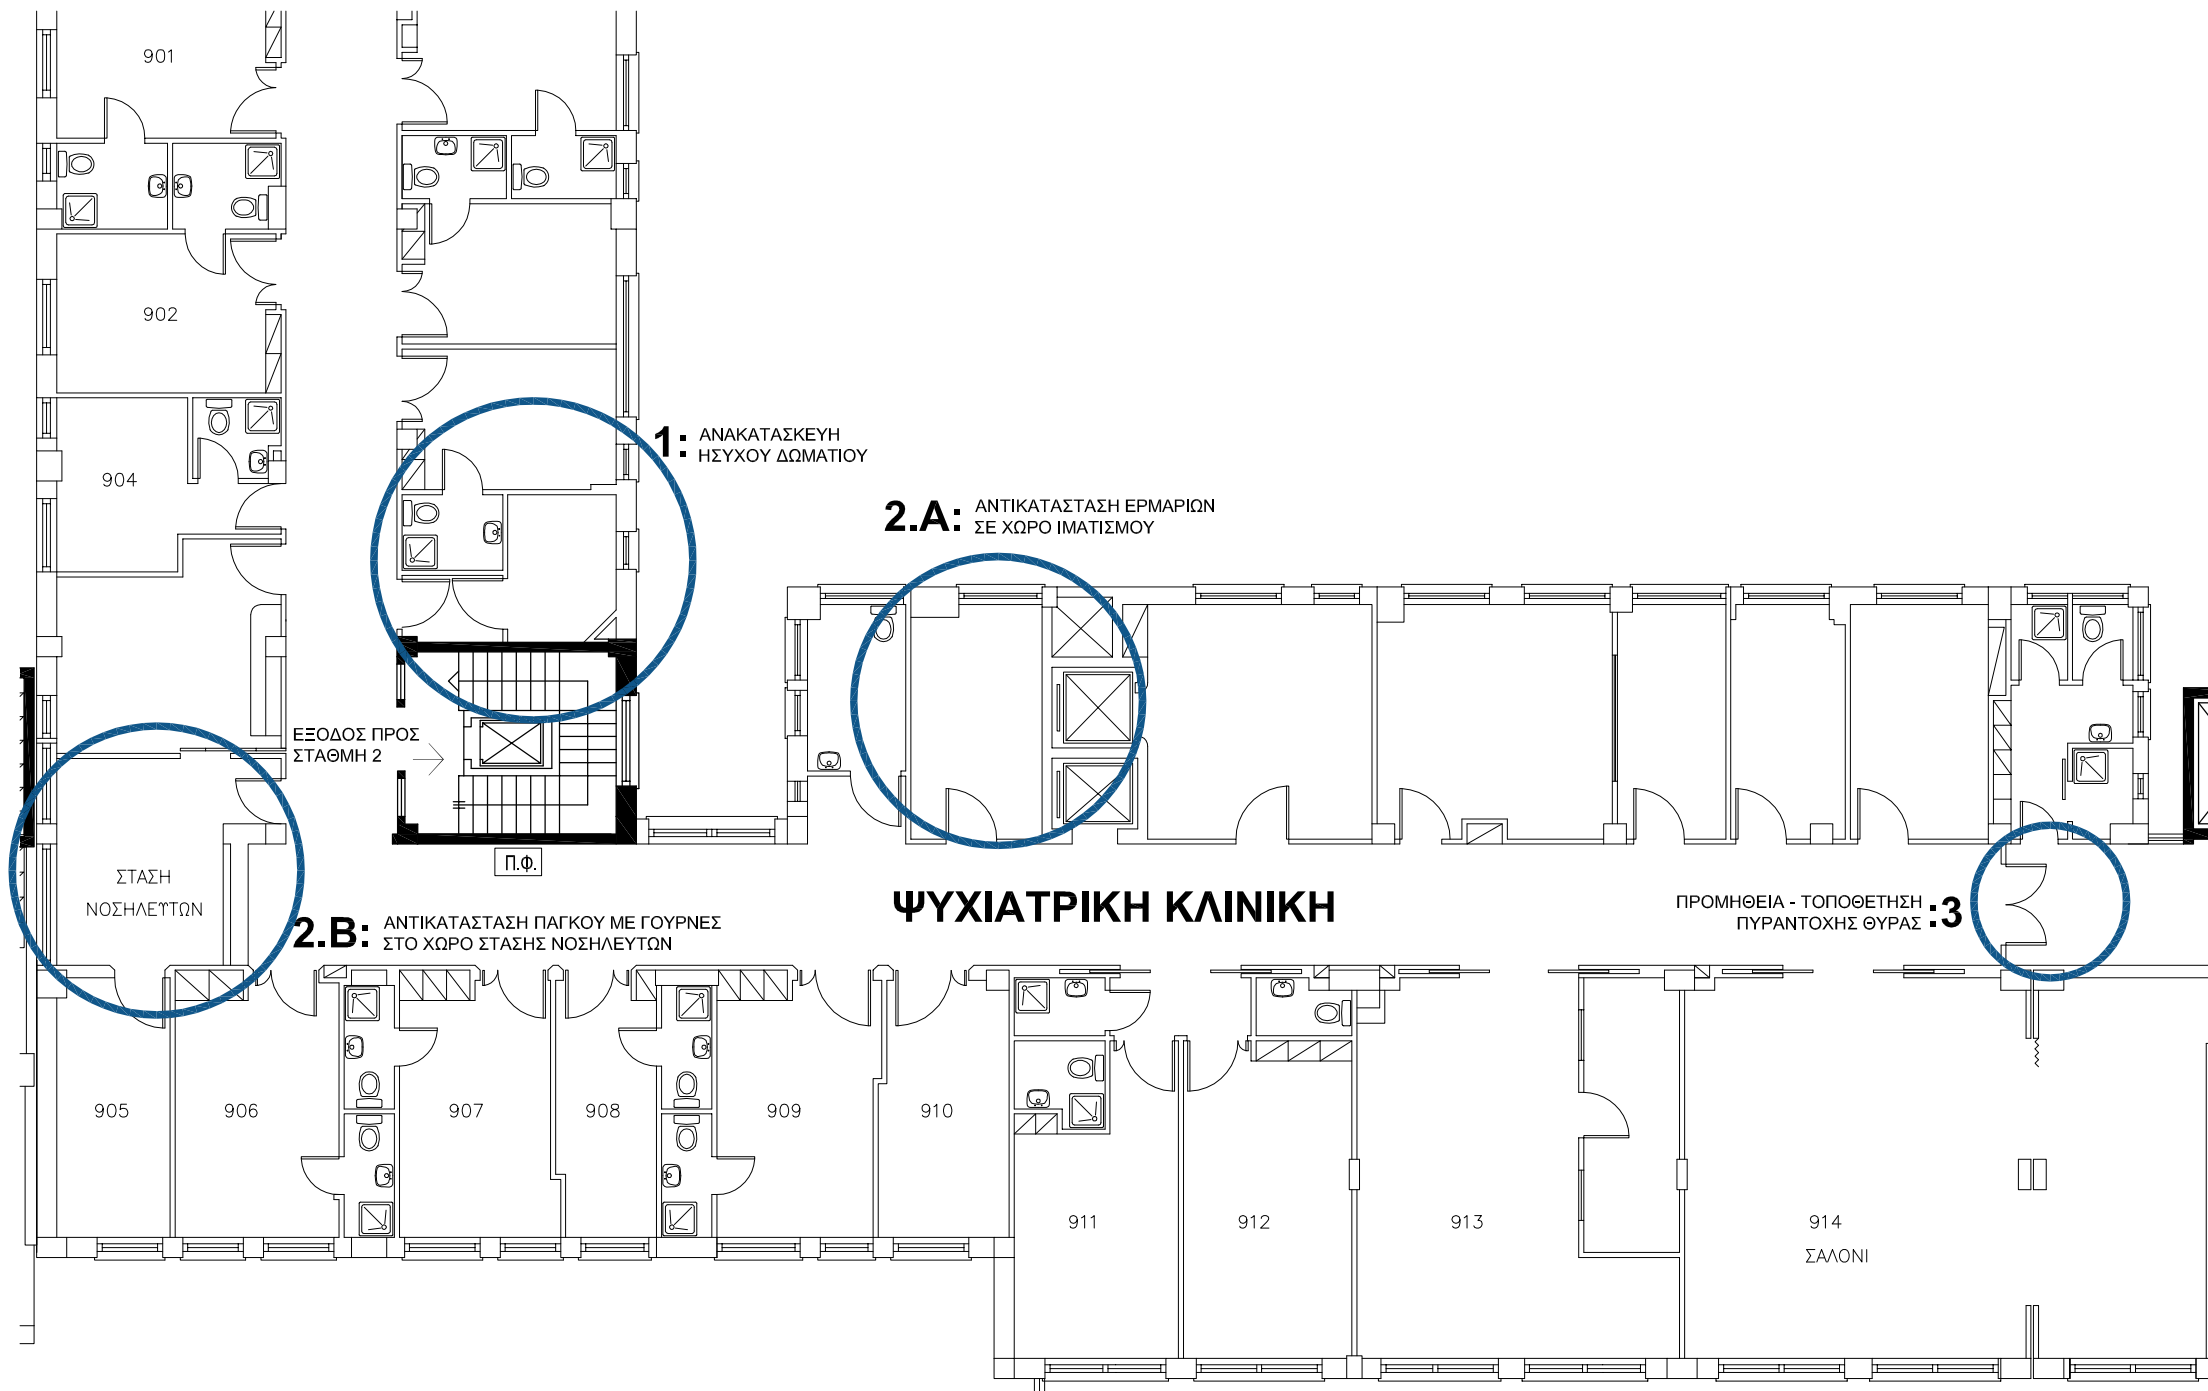 901
902
904
1: ΑΝΑΚΑΤΑΣΚΕΥΗ
ΗΣΥΧΟΥ ΔΩΜΑΤΙΟΥ
2.Α: ΑΝΤΙΚΑΤΑΣΤΑΣΗ ΕΡΜΑΡΙΩΝ
ΣΕ ΧΩΡΟ ΙΜΑΤΙΣΜΟΥ
ΕΞΟΔΟΣ ΠΡΟΣ
ΣΤΑΘΜΗ 2
Π.Φ.
ΣΤΑΣΗ
ΝΟΣΗΛΕΥΤΩΝ
2.Β: ΑΝΤΙΚΑΤΑΣΤΑΣΗ ΠΑΓΚΟΥ ΜΕ ΓΟΥΡΝΕΣ
ΣΤΟ ΧΩΡΟ ΣΤΑΣΗΣ ΝΟΣΗΛΕΥΤΩΝ
ΨΥΧΙΑΤΡΙΚΗ ΚΛΙΝΙΚΗ
ΠΡΟΜΗΘΕΙΑ - ΤΟΠΟΘΕΤΗΣΗ
ΠΥΡΑΝΤΟΧΗΣ ΘΥΡΑΣ :3
905
906
907
908
909
910
911
912
913
914
ΣΑΛΟΝΙ